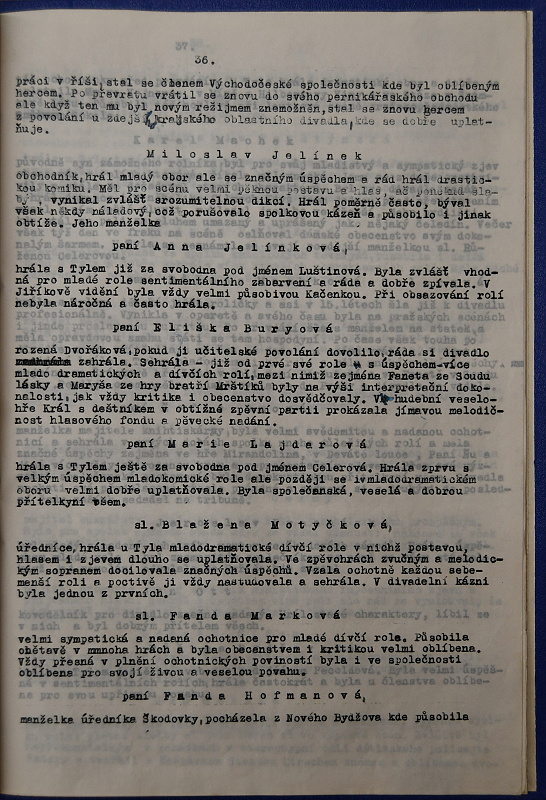 36.
práci v říši, stal se členem Východočeské společnosti kde byl oblíbeným
hercem. Po převratu vrátil se znovu do svého pernikářského obchodu
ale když ten mu byl novým režijmem znemožněn, stal se znovu hercem
z povolání u zdejš krajského oblastního divadla, kde se dobře uplat-
ňuje.
Miloslav Jelínek
obchodník, hrál mladý obor ale se značným úspěchem a rád hrál drastic-
kou komiku. Měl pro scénu velmi pěknou postavu a hlas, ač poněkud sla-
by, vynikal zvlášť srozumitelnou dikcí. Hrál poměrně často, býval
však někdy náladový, což porušovalo spolkovou kázeň a působilo i jinak
obtíže. Jeho manželka
paní Anna Jelínková,
hrála s Tylem již za svobodna pod jménem Luštinová. Byla zvlášť vhod-
ná pro mladé role sentimentálního zabarvení a ráda a dobře zpívala. V
Jiříkově vidění byla vždy velmi působivou Kačenkou. Při obsazování rolí
nebyla náročná a často hrála.
paní Eliška Buryová
rozená Dvořáková, pokud jí učitelské povolání dovolilo, ráda si divadlo
zahrála. Sehrála - již od prvé své role s úspěchem-více
mlado dramatických a dívčích rolí, mezi nimiž zejména Faneta ze Soudu
lásky a Maryša ze hry bratří Mrštíků byly na výši interpretační doko-
nalosti, jak vždy kritika i obecenstvo dosvědčovaly. V hudební veselo-
hře Král s deštníkem v obtížné zpěvní partii prokázala jímavou melodič-
nost hlasového fondu a pěvecké nadání.
paní Marie Lajdarová
hrála s Tylem ještě za svobodna pod jménem Celerová. Hrála zprvu s
velkým úspěchem mladokomické role ale později se i v mladodramatickém
oboru velmi dobře uplatňovala. Byla společenská, veselá a dobrou
přítelkyní všem.
sl. Blažena Motyčková,
úřednice, hrála u Tyla mladodramatické dívčí role v nichž postavou,
hlasem i zjevem dlouho se uplatňovala. Ve zpěvohrách zvučným a melodic-
kým sopranem docilovala značných úspěchů. Vzala ochotně každou sebe-
menší roli a poctivě ji vždy nastudovala a sehrála. V divadelní kázni
byla jednou z prvních.
sl. Fanda Marková
velmi sympatická a nadaná ochotnice pro mladé dívčí role. Působila
obětavě v mnoha hrách a byla obecenstvem i kritikou velmi oblíbena.
Vždy přesná v plnění ochotnických poviností byla i ve společnosti
oblíbena pro svojí živou a veselou povahu.
paní Fanda Hofmanová,
manželka úředníka Škodovky, pocházela z Nového Bydžova kde působila